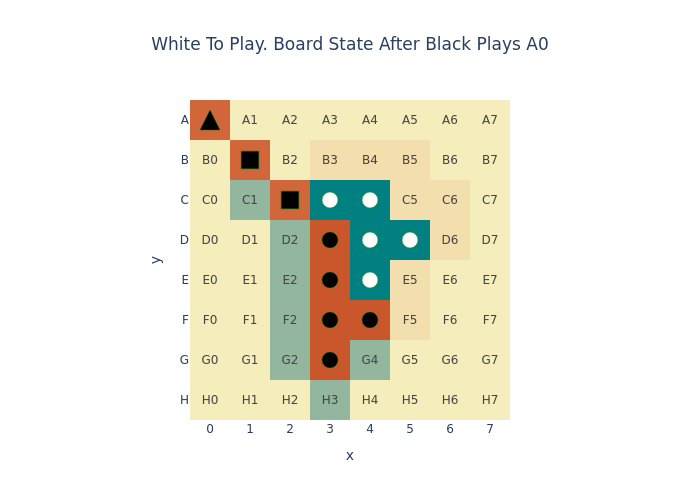 White To Play. Board State After Black Plays A0
A A1 A2 A3 A4 A5 A6 A7
B B0 B2 B3 B4 B5 B6 B7
C C0 C1 C5 C6 C7
D D0 D1 D2 D6 D7
y
E E0 E1 E2 E5 E6 E7
F F0 F1 F2 F5 F6 F7
G G0 G1 G2 G4 G5 G6 G7
H H0 H1 H2 H3 H4 H5 H6 H7
0 1 2 3 4 5 6 7
x